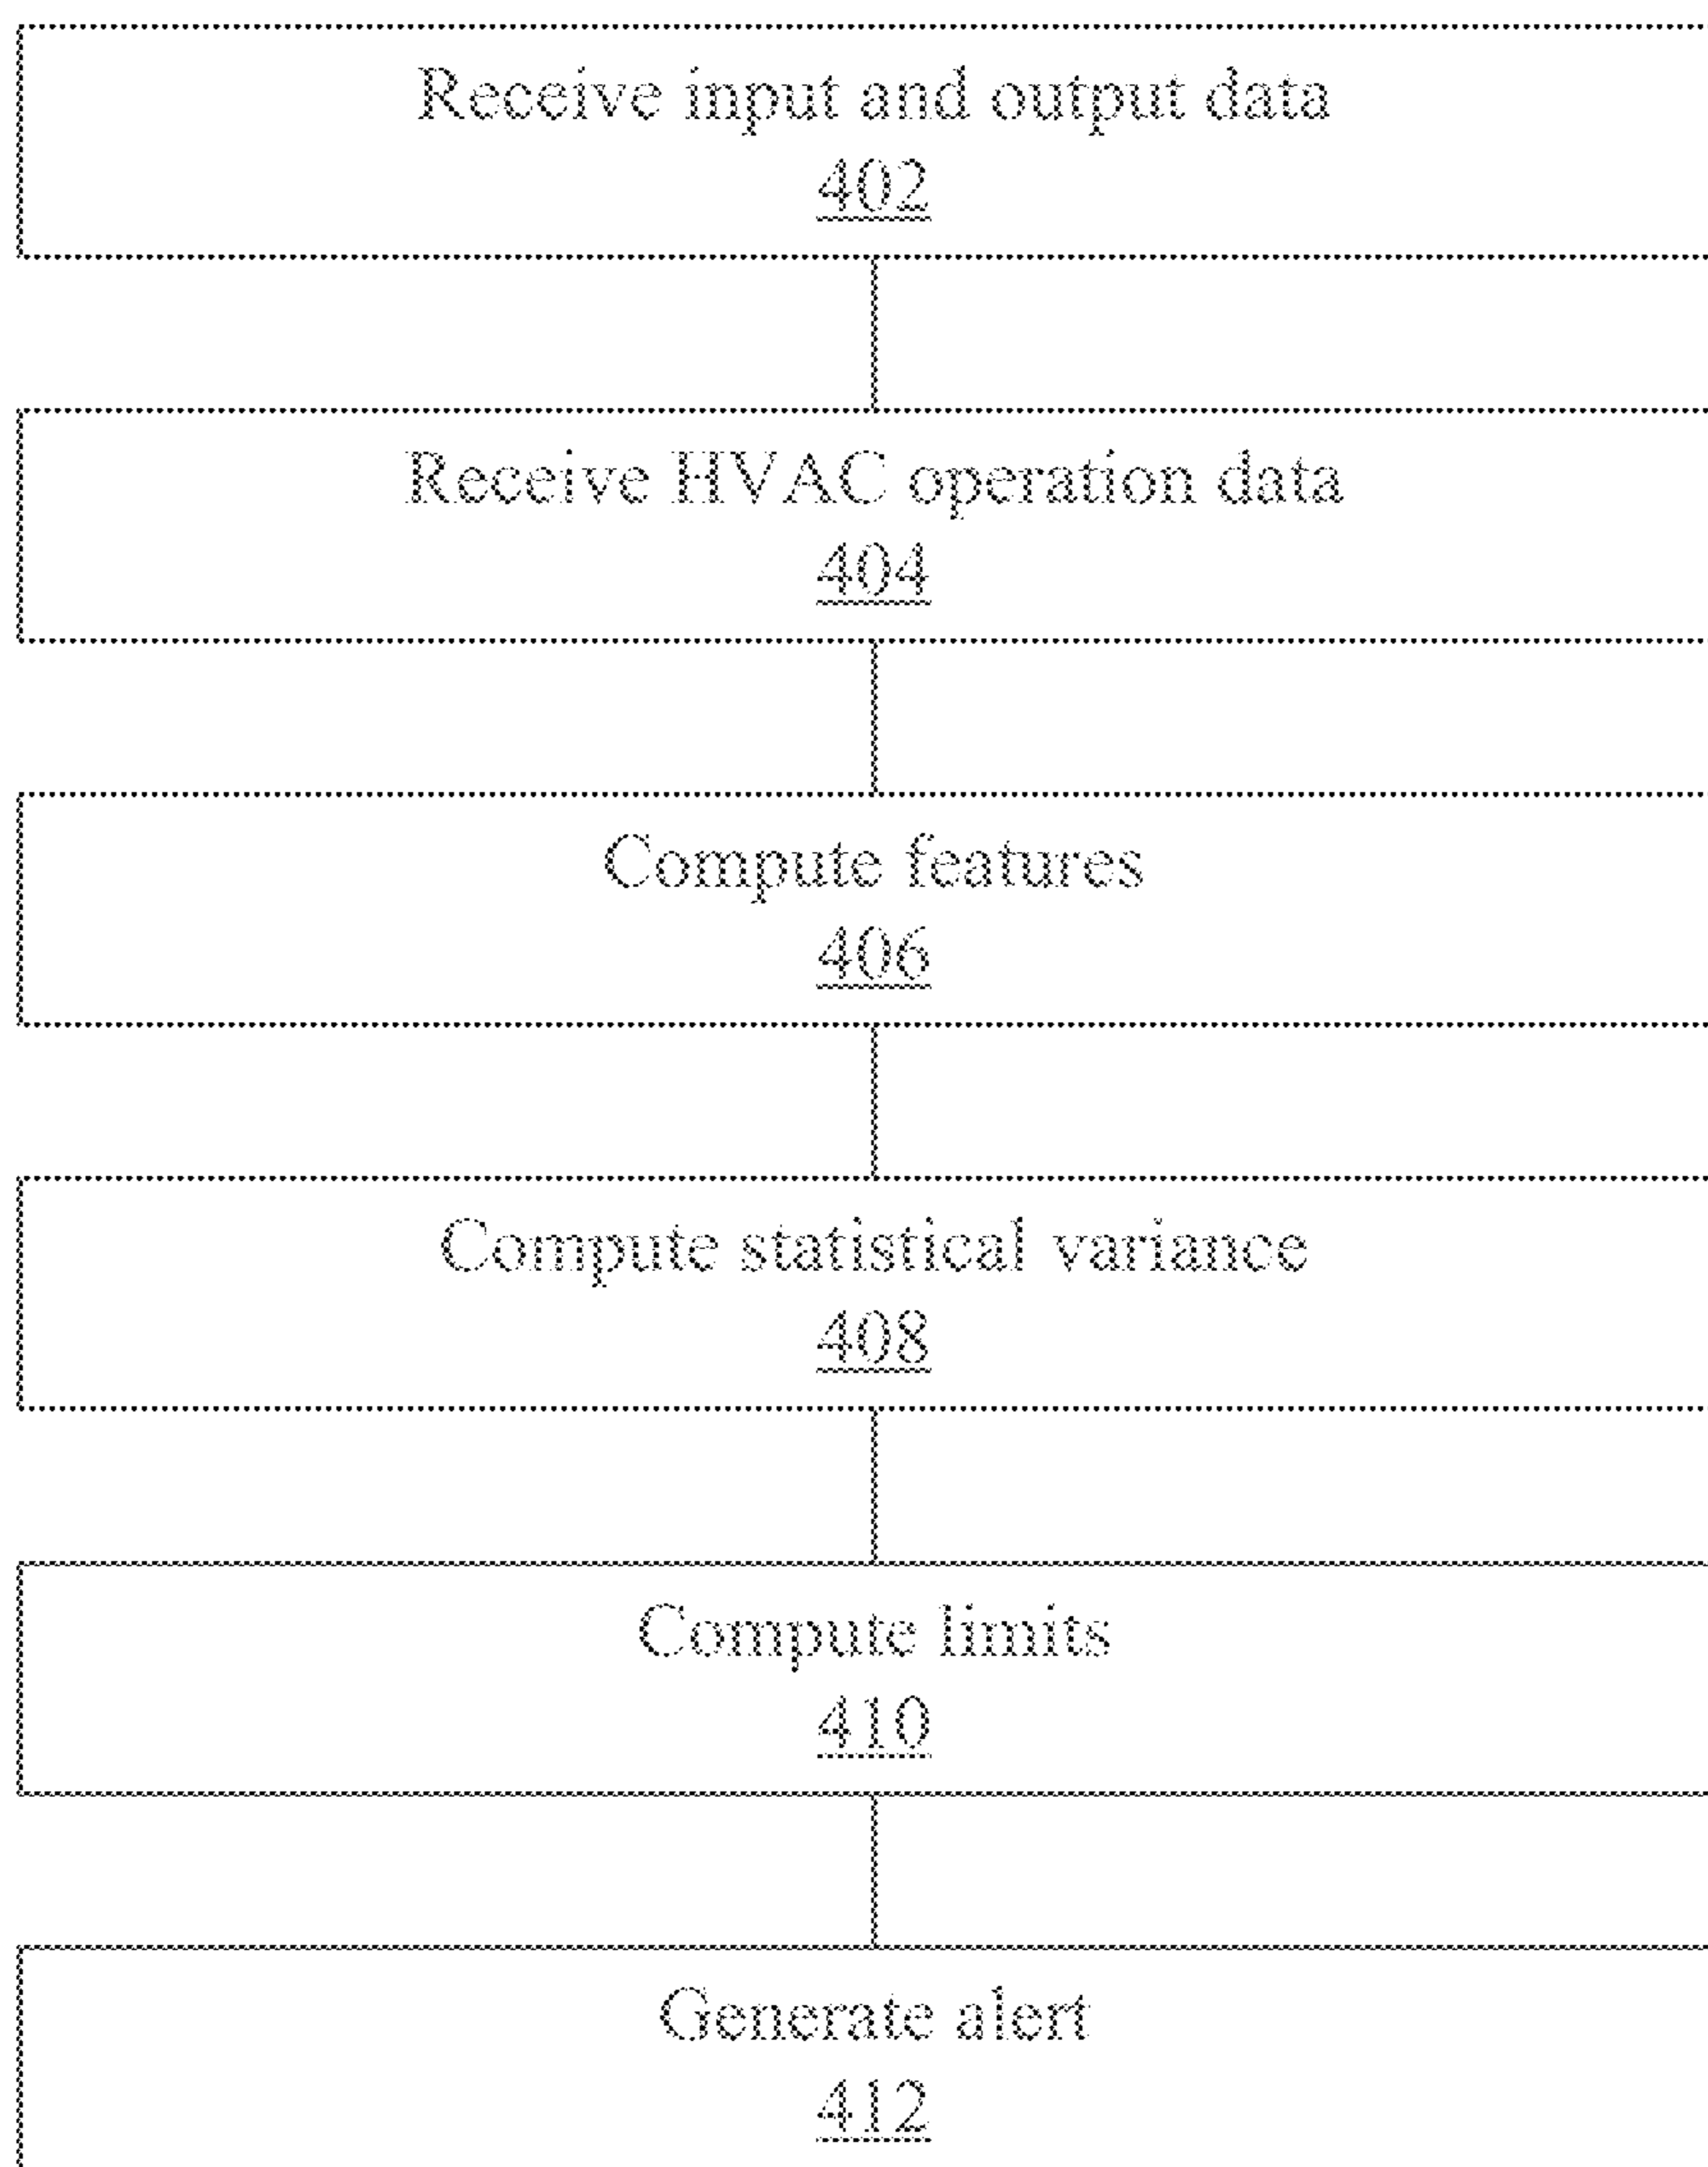 Receive input and output data
402
Receive HVAC operation data
404
Compute features
406
Compute statistical variance
408
Compute limits
410
Generate alert
412